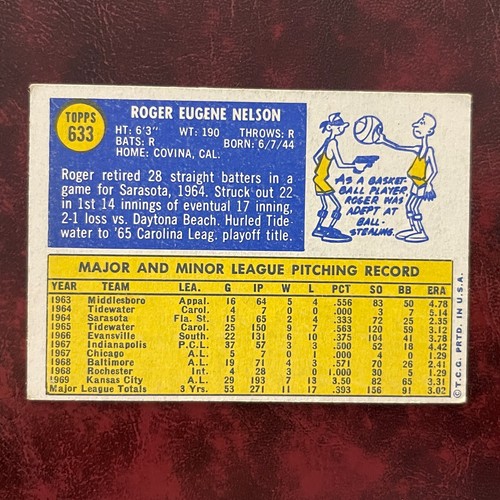 TOPPS
633
ROGER EUGENE NELSON
HT: 6'3" WT: 190 THROWS: R
BATS: R BORN: 6/7/44
HOME: COVINA, CAL.
Roger retired 28 straight batters in a
game for Sarasota, 1964. Struck out 22
in 1st 14 innings of eventual 17 inning,
2-1 loss vs. Daytona Beach. Hurled Tide-
water to '65 Carolina Leag. playoff title.
AS A BASKET-
BALL PLAYER,
ROGER WAS
ADEPT AT
BALL-
STEALING.
MAJOR AND MINOR LEAGUE PITCHING RECORD
YEAR TEAM LEA. G IP W L PCT SO BB ERA
1963 Middlesboro Appal. 16 64 5 4 .556 83 50 4.78
1964 Tidewater Carol. 4 7 0 0 .000 3 7 5.14
1964 Sarasota Fla. St. 15 65 2 4 .333 72 25 2.35
1965 Tidewater Carol. 25 150 9 7 .563 120 59 3.12
1966 Evansville South. 22 131 6 10 .375 104 41 3.78
1967 Indianapolis P.C.L. 37 57 3 3 .500 52 18 4.42
1967 Chicago A.L. 5 7 0 1 .000 4 0 1.29
1968 Baltimore A.L. 19 71 4 3 .571 70 26 2.41
1968 Rochester Int. 4 28 3 0 1.000 30 5 1.29
1969 Kansas City A.L. 29 193 7 13 3.50 82 65 3.31
Major League Totals 3 Yrs. 53 271 11 17 .393 156 91 3.02
© T.C.G. PRTD. IN U.S.A.